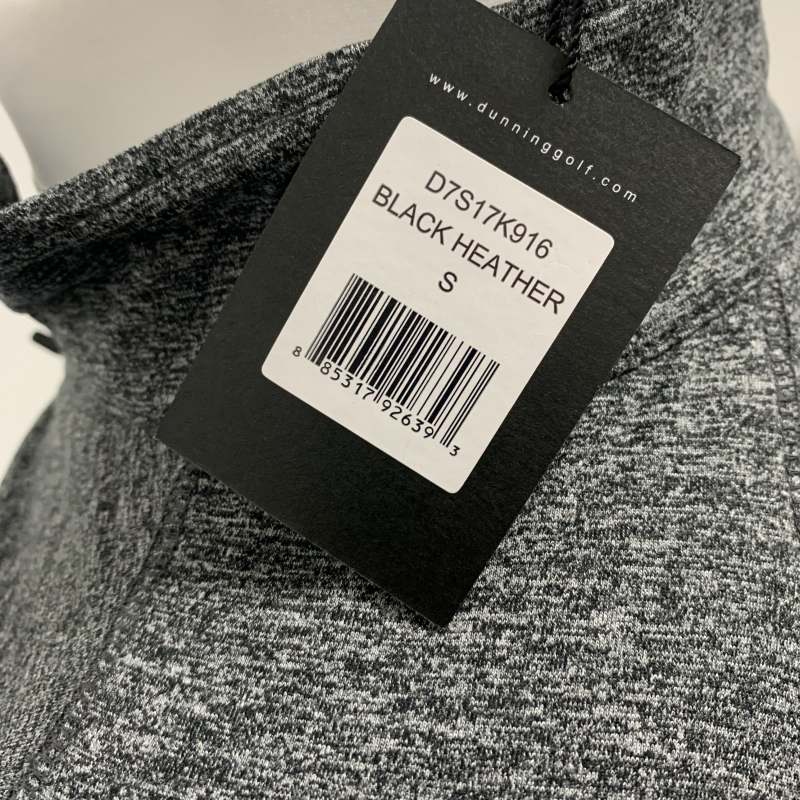 www.dunninggolf.com
D7S17K916
BLACK HEATHER
S
8 85317 92639 3